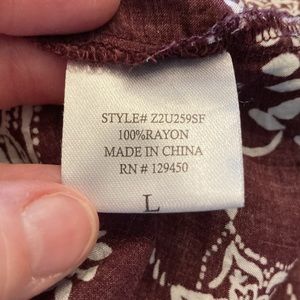 STYLE# Z2U259SF
100%RAYON
MADE IN CHINA
RN # 129450
L